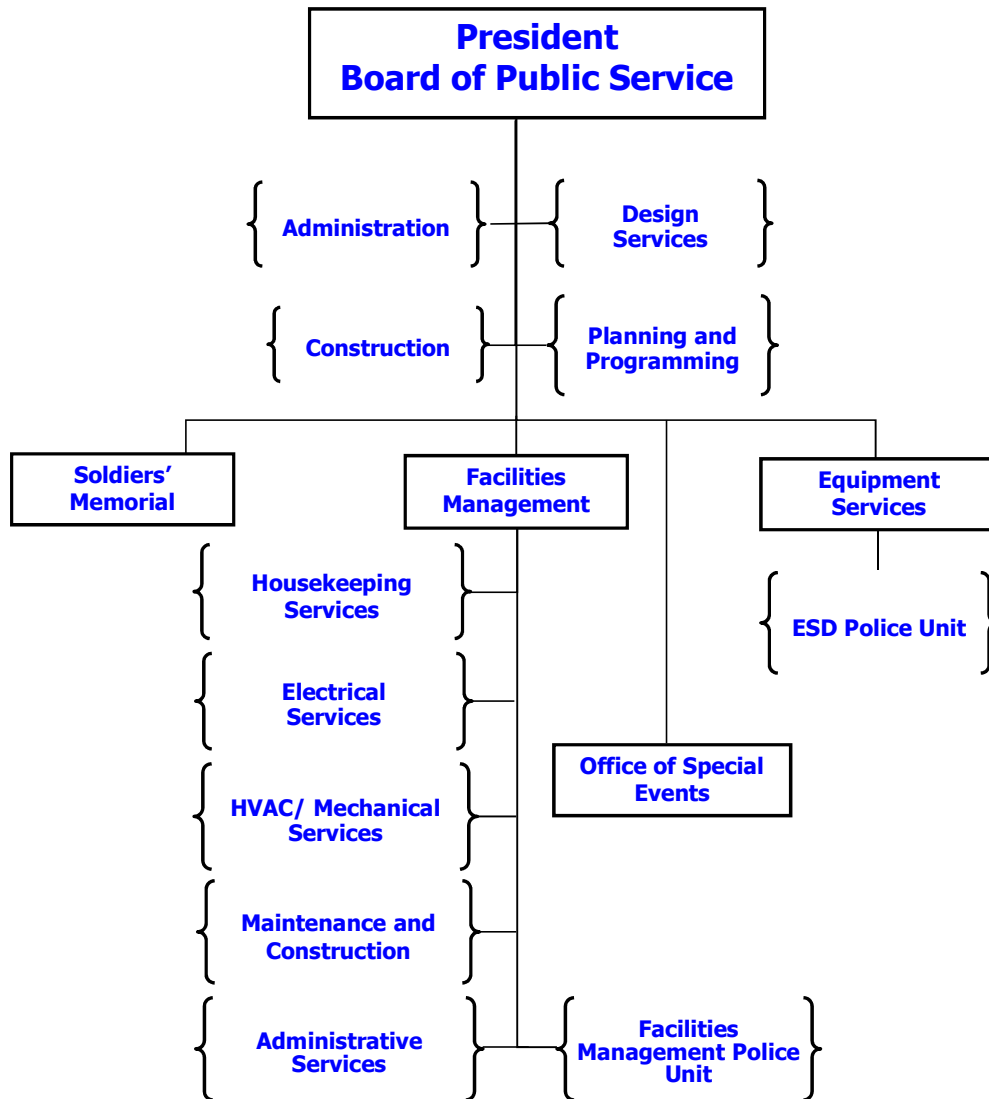 President
Board of Public Service
Administration
Design
Services
Construction
Planning and
Programming
Soldiers’
Memorial
Facilities
Management
Equipment
Services
Housekeeping
Services
ESD Police Unit
Electrical
Services
Office of Special
Events
HVAC/ Mechanical
Services
Maintenance and
Construction
Administrative
Services
Facilities
Management Police
Unit